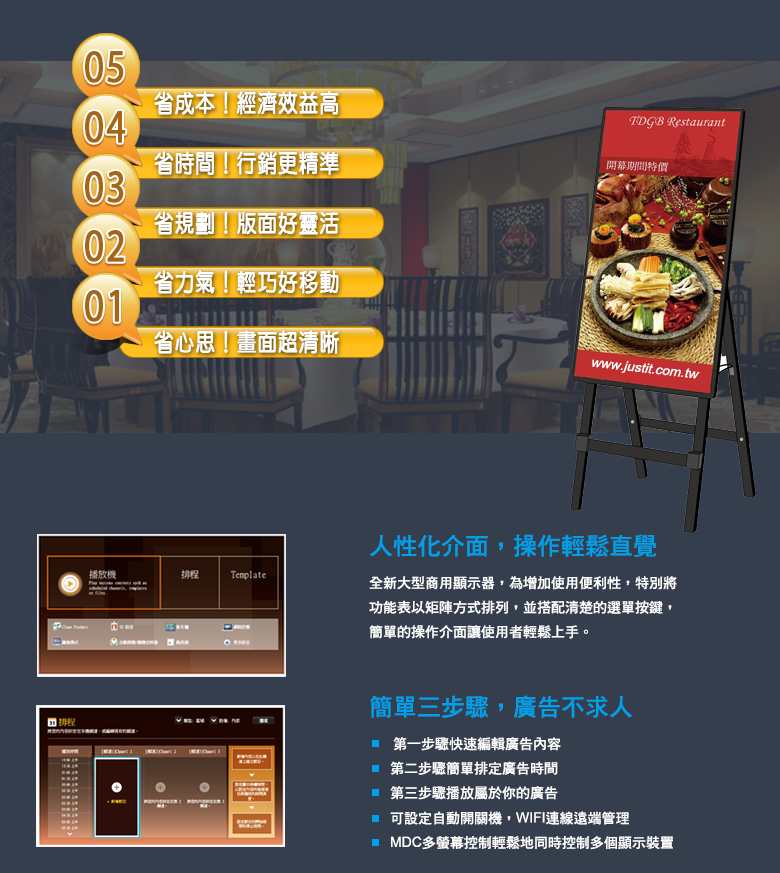 05
省成本！經濟效益高
04
省時間！行銷更精準
03
省規劃！版面好靈活
02
省力氣！輕巧好移動
01
省心思！畫面超清晰
TDGB Restaurant
開幕期間特價
www.justit.com.tw
人性化介面，操作輕鬆直覺
全新大型商用顯示器，為增加使用便利性，特別將
功能表以矩陣方式排列，並搭配清楚的選單按鍵，
簡單的操作介面讓使用者輕鬆上手。
播放機
排程
Template
簡單三步驟，廣告不求人
第一步驟快速編輯廣告內容
第二步驟簡單排定廣告時間
第三步驟播放屬於你的廣告
可設定自動開關機，WIFI連線遠端管理
MDC多螢幕控制輕鬆地同時控制多個顯示裝置
31 排程